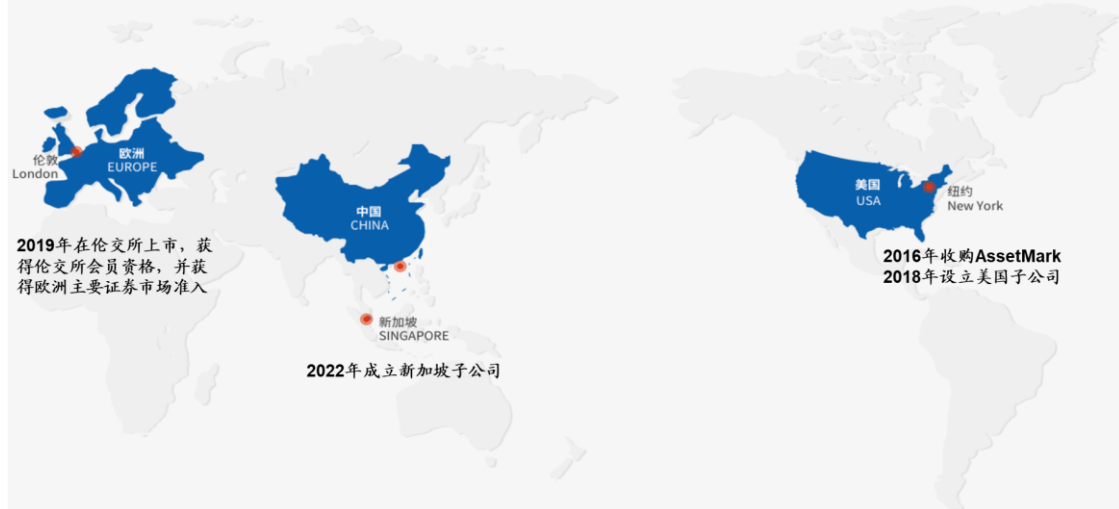 欧洲
EUROPE
伦敦
London
2019年在伦交所上市，获
得伦交所会员资格，并获
得欧洲主要证券市场准入
中国
CHINA
新加坡
SINGAPORE
2022年成立新加坡子公司
美国
USA
纽约
New York
2016年收购AssetMark
2018年设立美国子公司